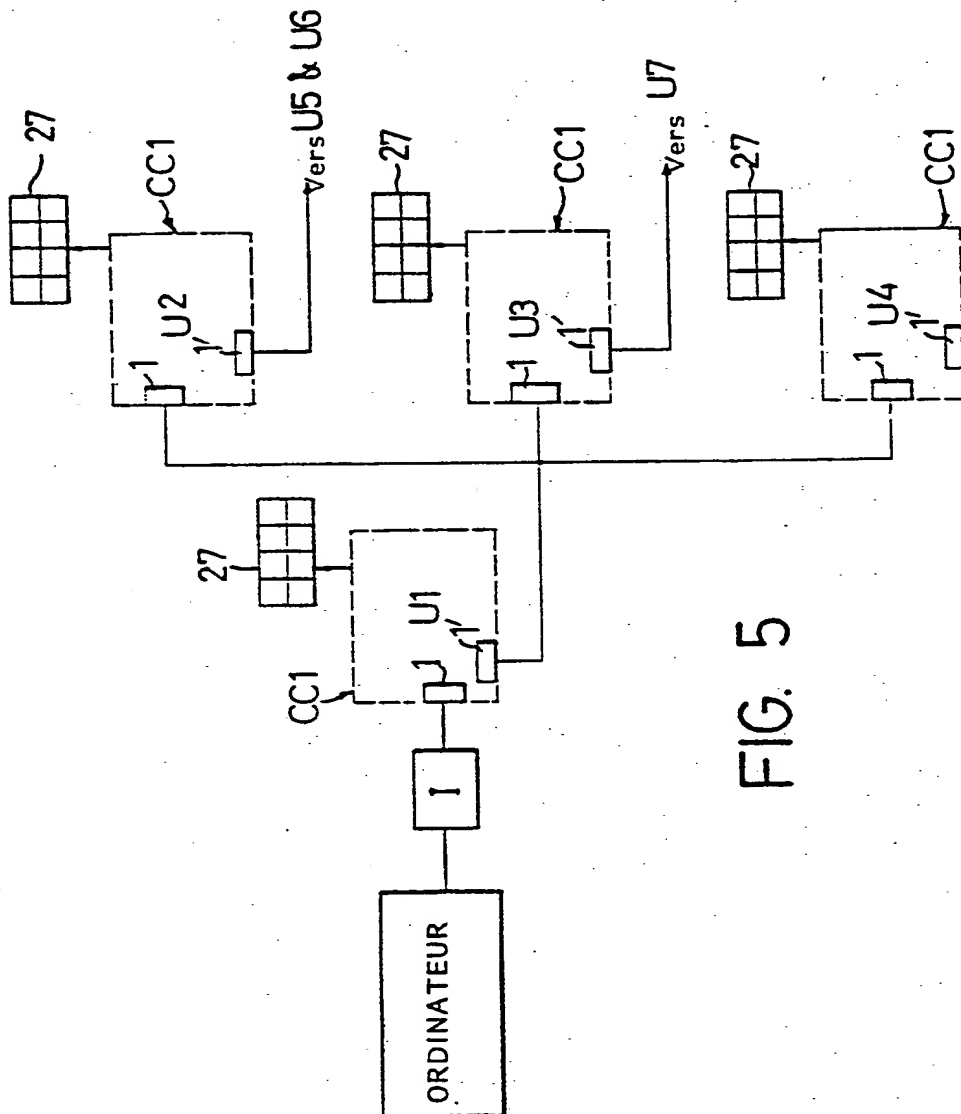 ORDINATEUR
I
CC1
1
1'
U1
27
1
1'
U2
CC1
27
Vers U5 & U6
1
1'
U3
CC1
27
Vers U7
1
1'
U4
CC1
27
FIG. 5